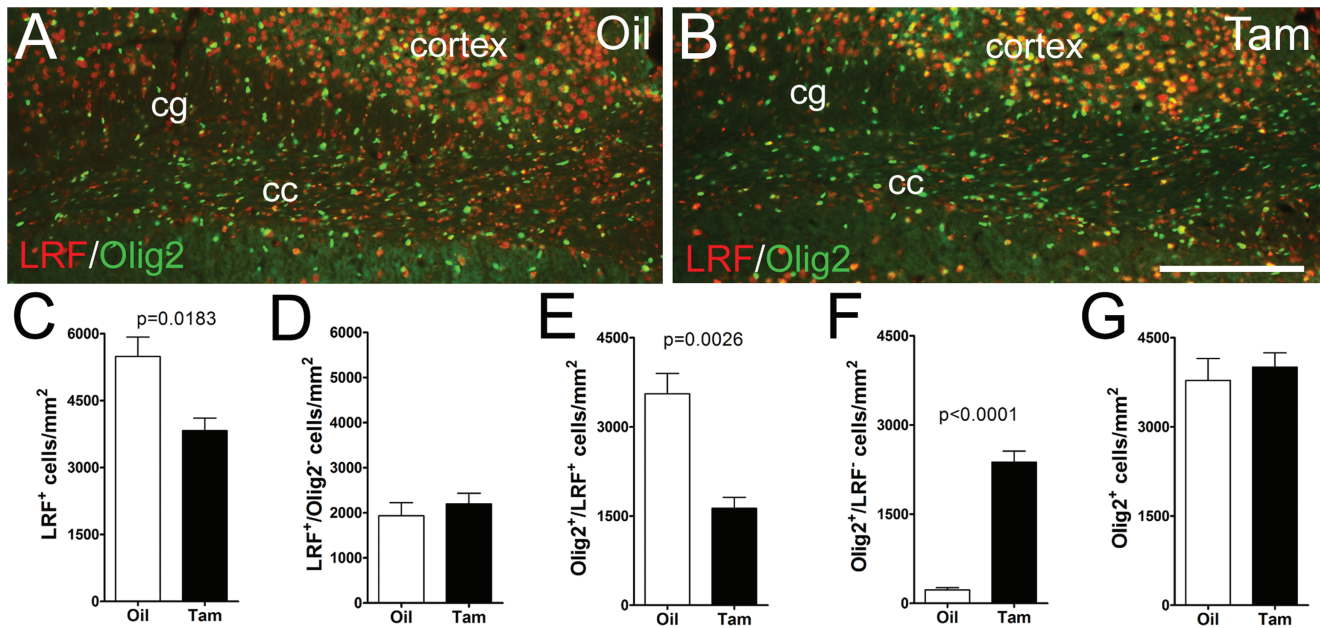 A
Oil
cortex
cg
cc
LRF/Olig2
B
Tam
cortex
cg
cc
LRF/Olig2
C
p=0.0183
LRF⁺ cells/mm²
6000
4500
3000
1500
0
Oil
Tam
D
LRF⁺/Olig2⁻ cells/mm²
6000
5000
4000
3000
2000
1000
0
Oil
Tam
E
p=0.0026
Olig2⁺/LRF⁺ cells/mm²
4500
3000
1500
0
Oil
Tam
F
p<0.0001
Olig2⁺/LRF⁻ cells/mm²
4500
3000
1500
0
Oil
Tam
G
Olig2⁺ cells/mm²
4500
3000
1500
0
Oil
Tam